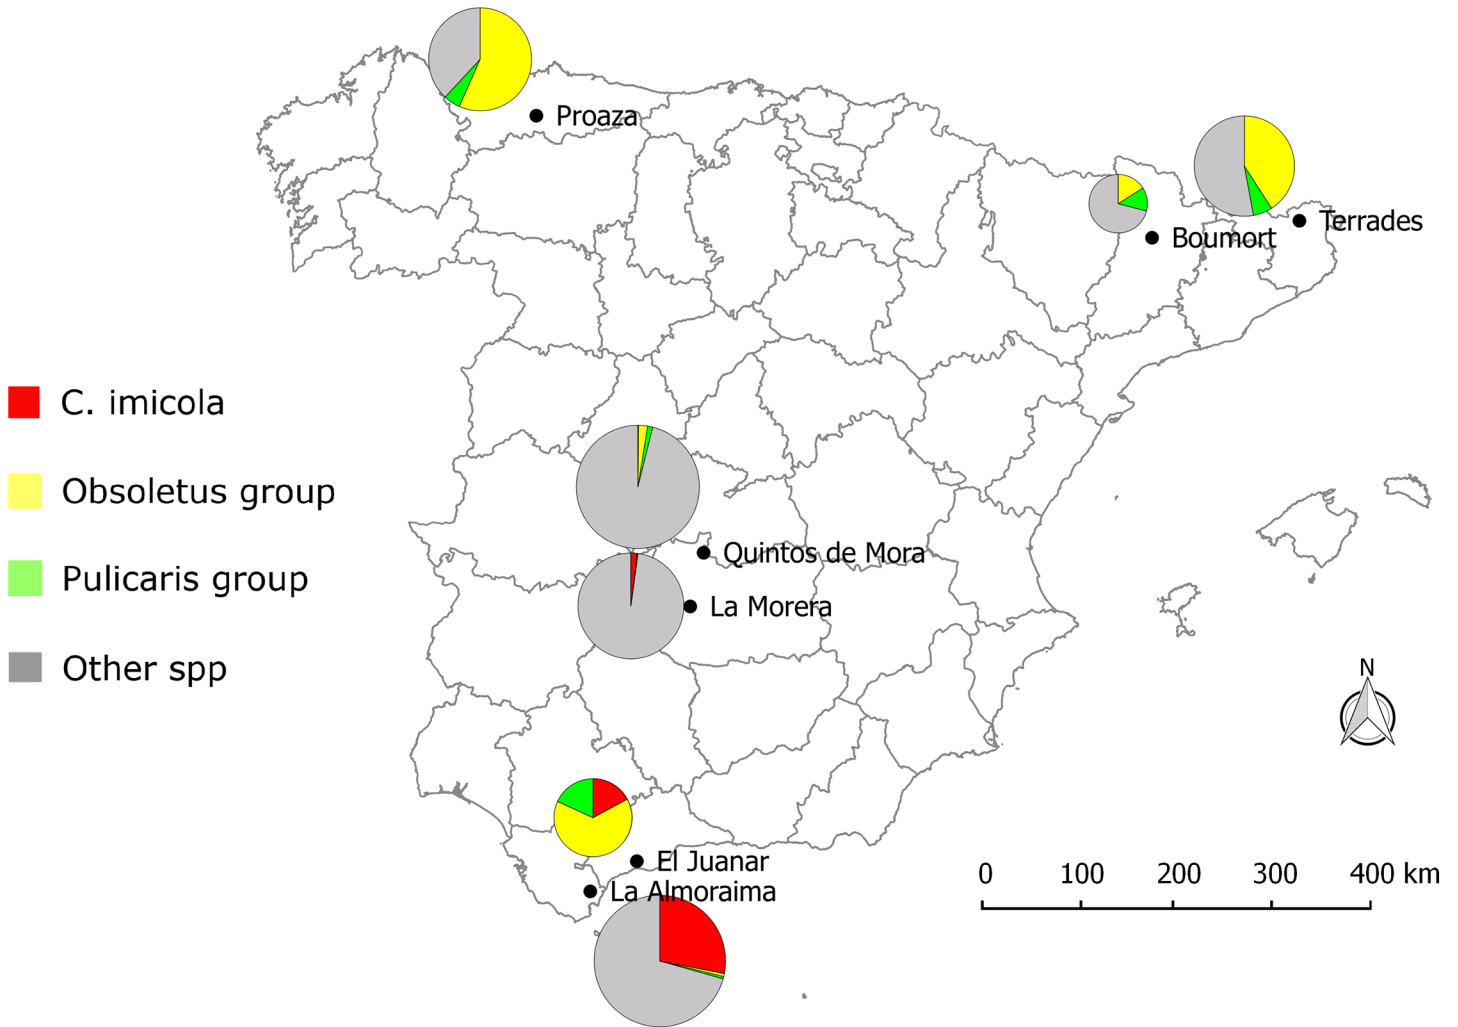 Proaza
Terrades
Boumort
C. imicola
Obsoletus group
Pulicaris group
Other spp
Quintos de Mora
La Morera
N
El Juanar
La Almoraima
0 100 200 300 400 km